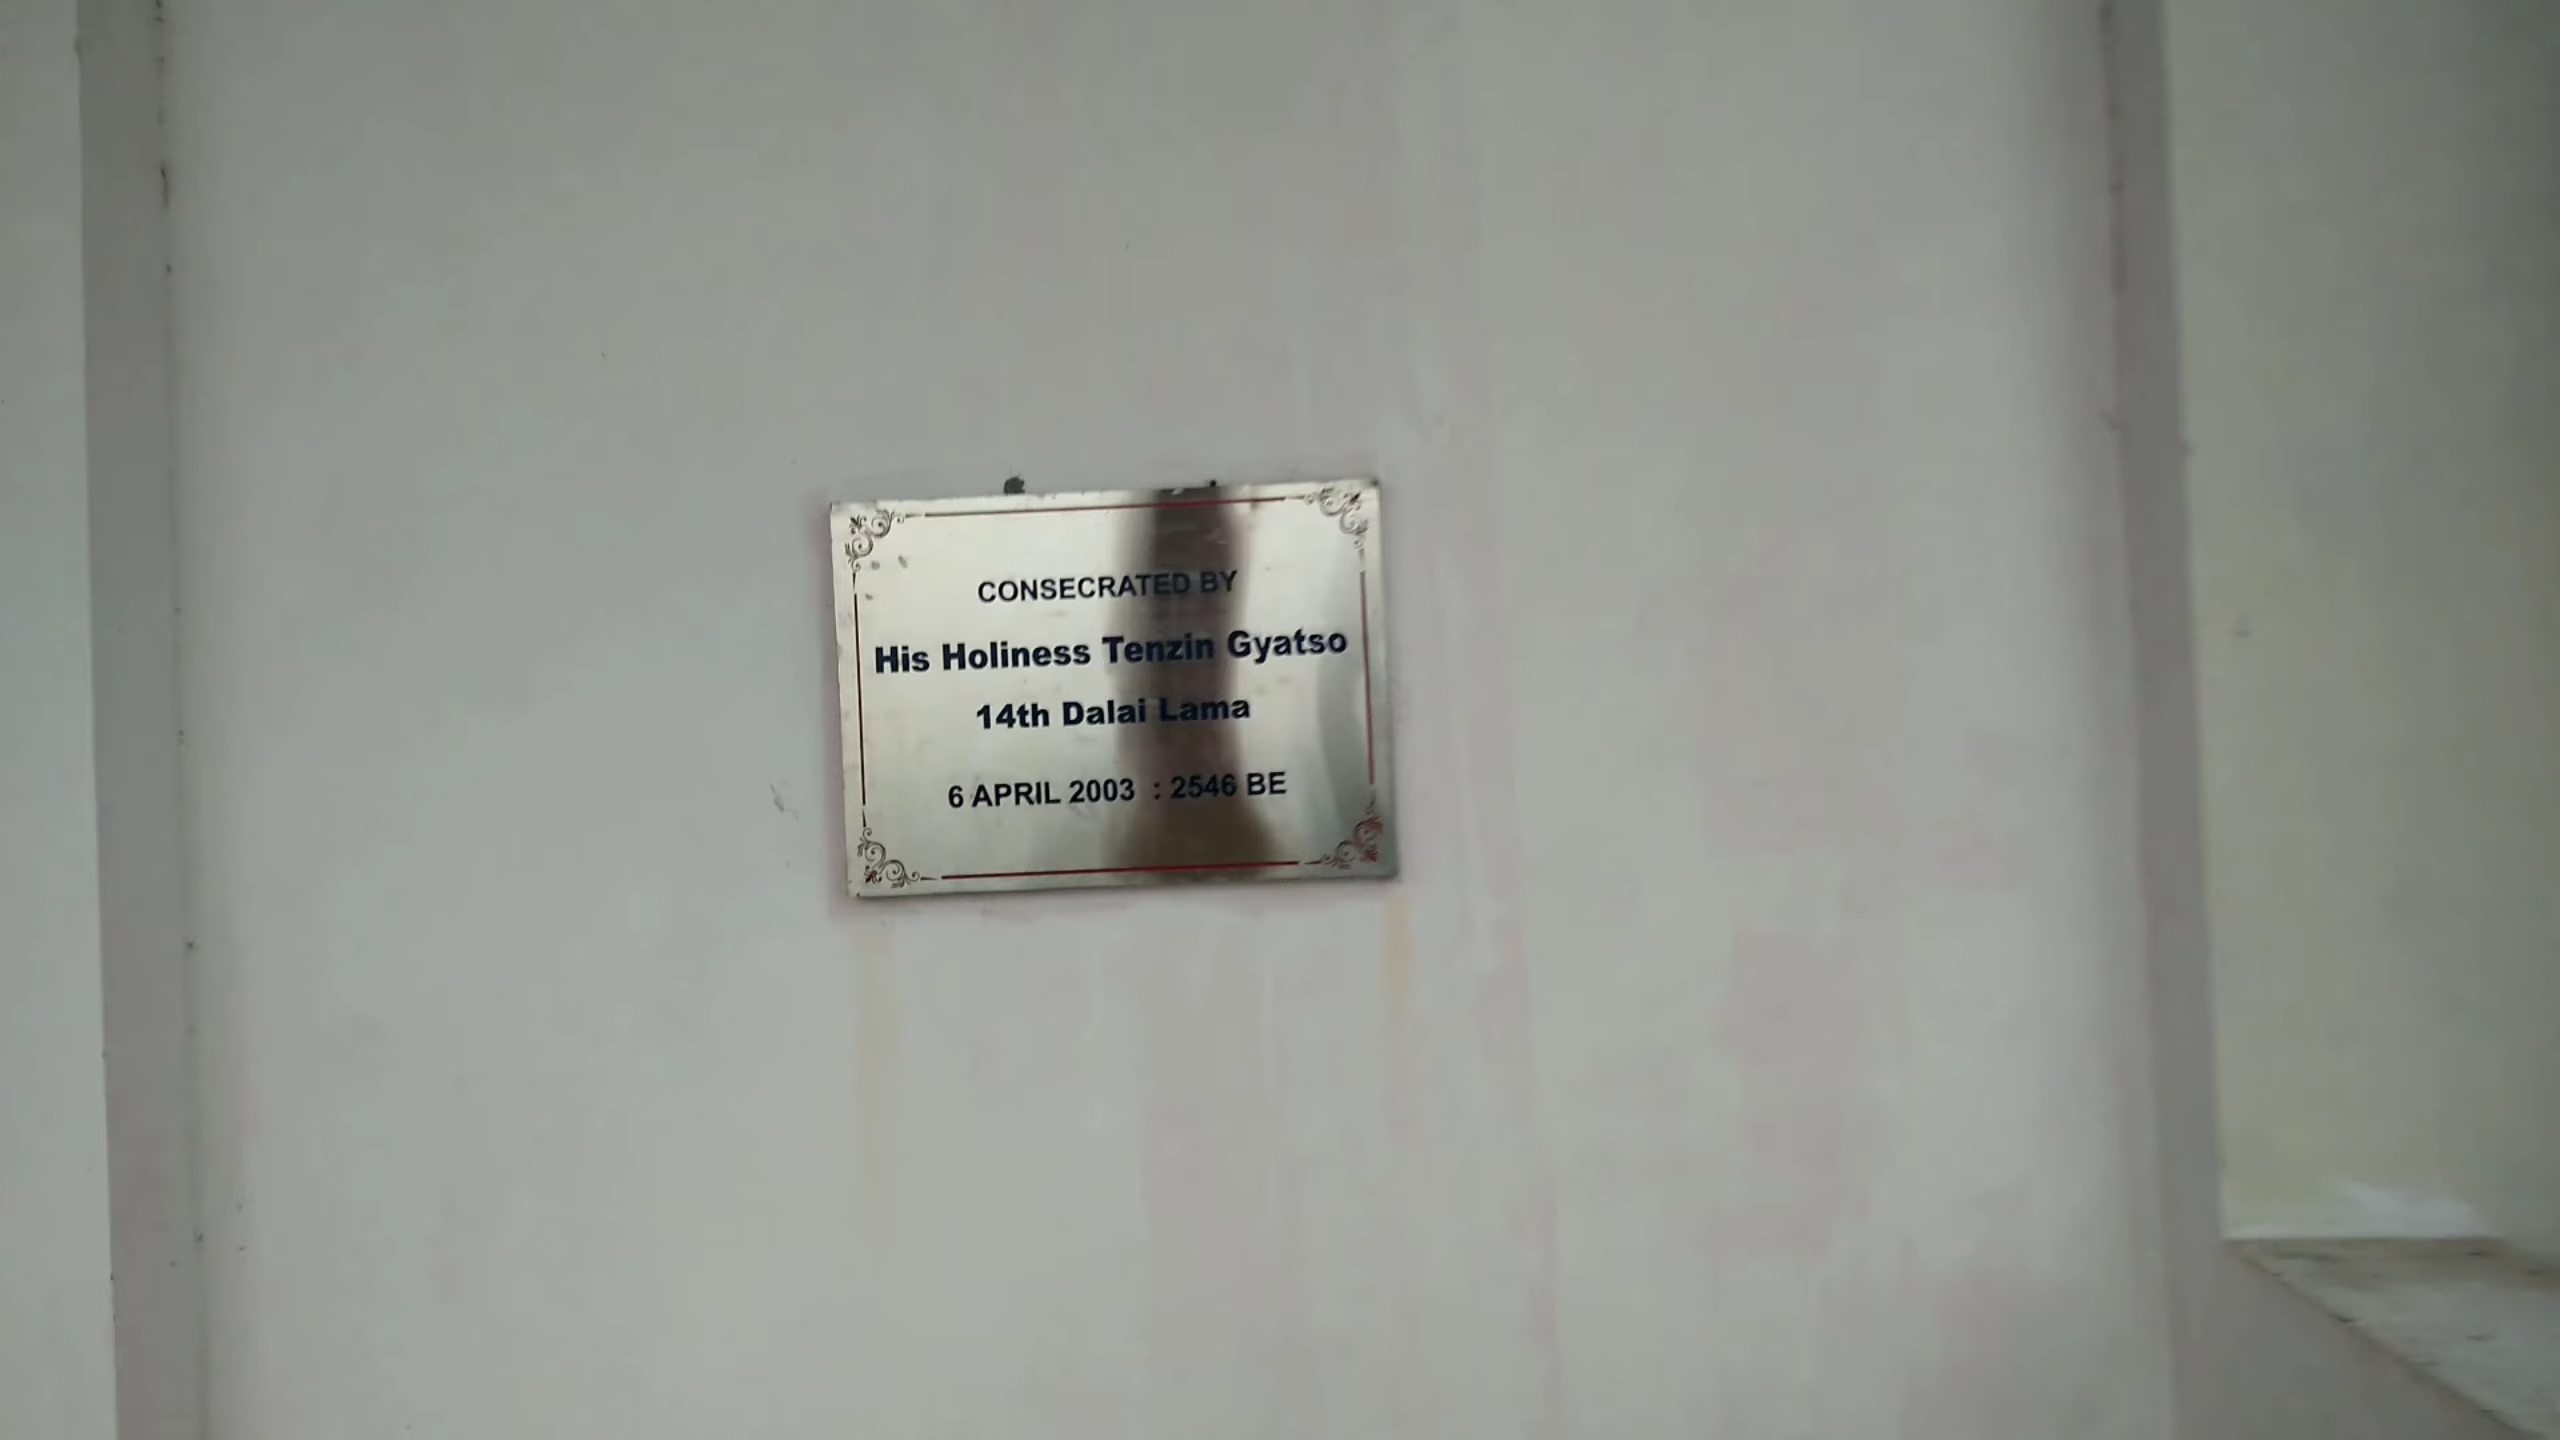 CONSECRATED BY
His Holiness Tenzin Gyatso
14th Dalai Lama
6 APRIL 2003 : 2546 BE